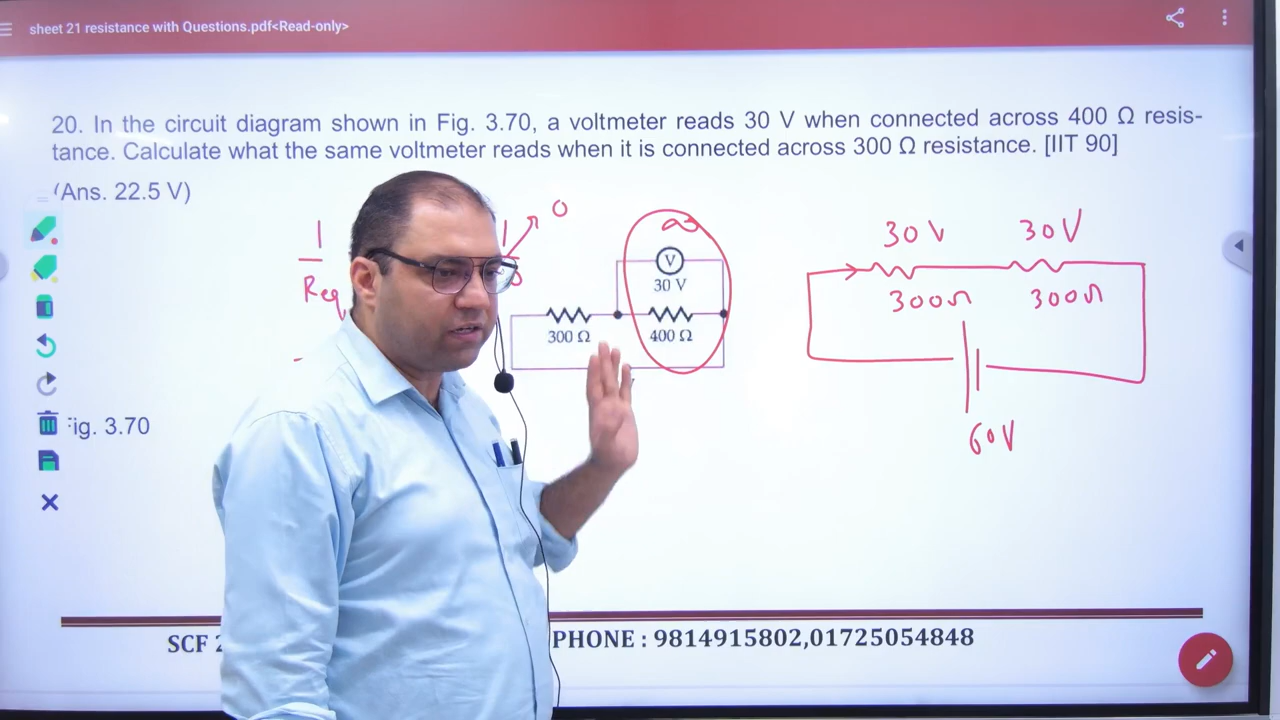 sheet 21 resistance with Questions.pdf<Read-only>
20. In the circuit diagram shown in Fig. 3.70, a voltmeter reads 30 V when connected across 400 Ω resis-
tance. Calculate what the same voltmeter reads when it is connected across 300 Ω resistance. [IIT 90]
(Ans. 22.5 V)
1
Req
1
0
∞
V
30 V
300 Ω
400 Ω
30V
30V
300Ω
300Ω
60V
ig. 3.70
SCF 2
PHONE : 9814915802,01725054848